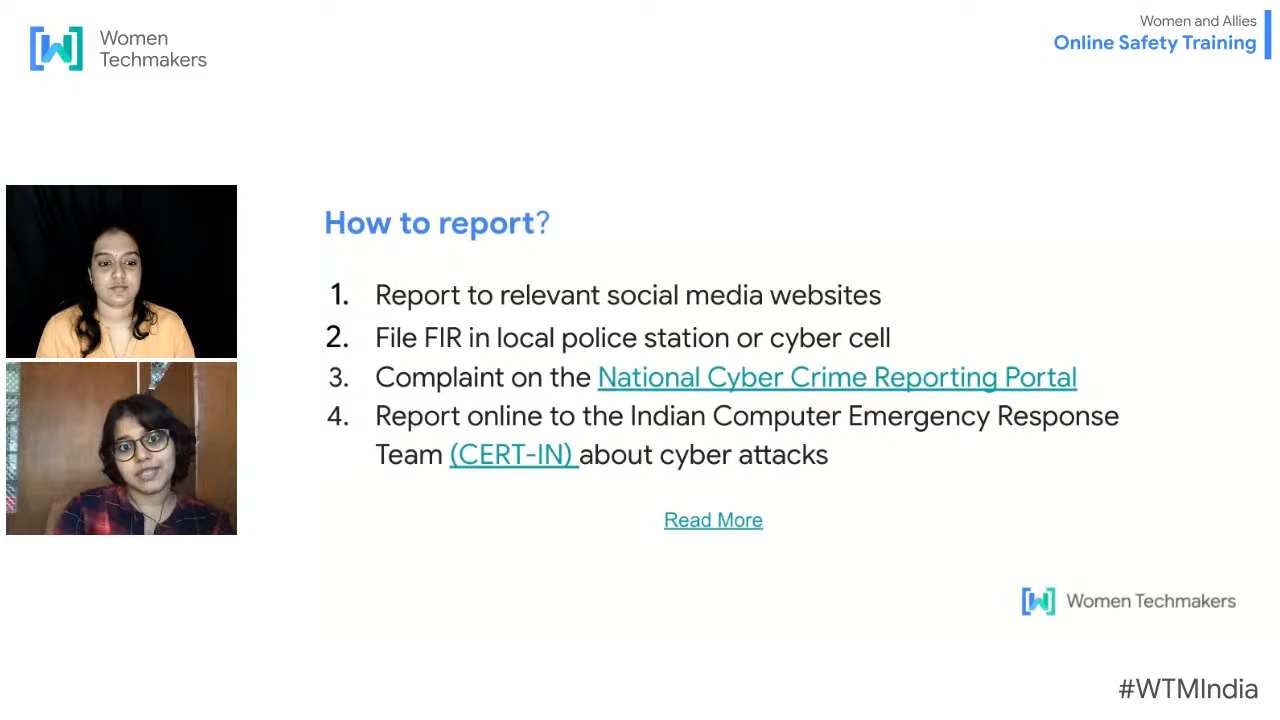 Women
Techmakers
Women and Allies
Online Safety Training
How to report?
1. Report to relevant social media websites
2. File FIR in local police station or cyber cell
3. Complaint on the National Cyber Crime Reporting Portal
4. Report online to the Indian Computer Emergency Response
Team (CERT-IN) about cyber attacks
Read More
Women Techmakers
#WTMIndia